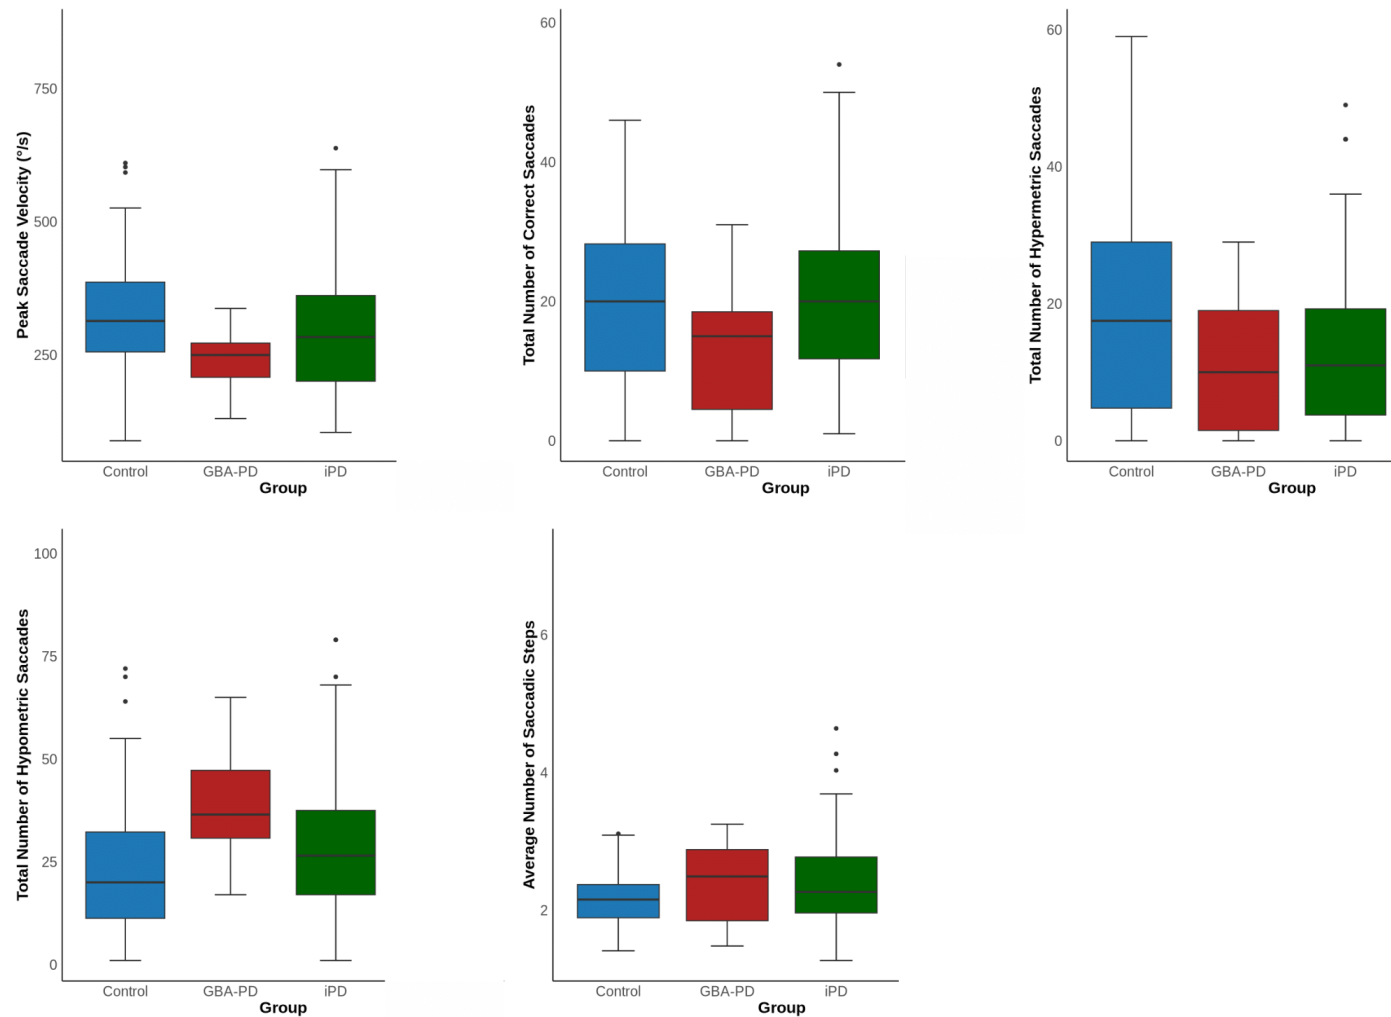 Peak Saccade Velocity (°/s)
750
500
250
Control GBA-PD iPD
Group
Total Number of Correct Saccades
60
40
20
0
Control GBA-PD iPD
Group
Total Number of Hypermetric Saccades
60
40
20
0
Control GBA-PD iPD
Group
Total Number of Hypometric Saccades
100
75
50
25
0
Control GBA-PD iPD
Group
Average Number of Saccadic Steps
6
4
2
Control GBA-PD iPD
Group